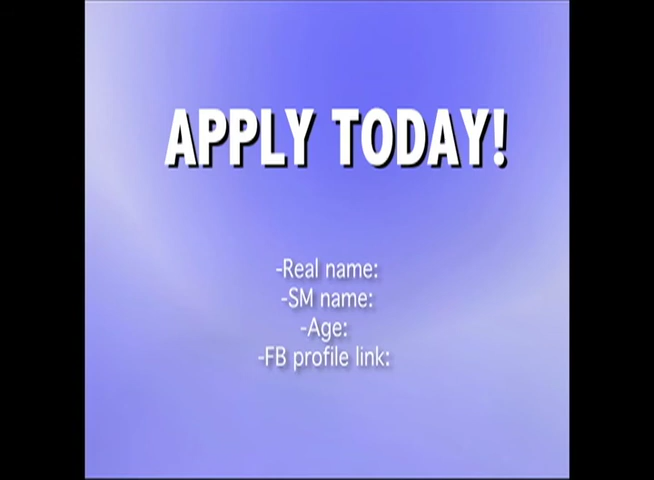 APPLY TODAY!
-Real name:
-SM name:
-Age:
-FB profile link: